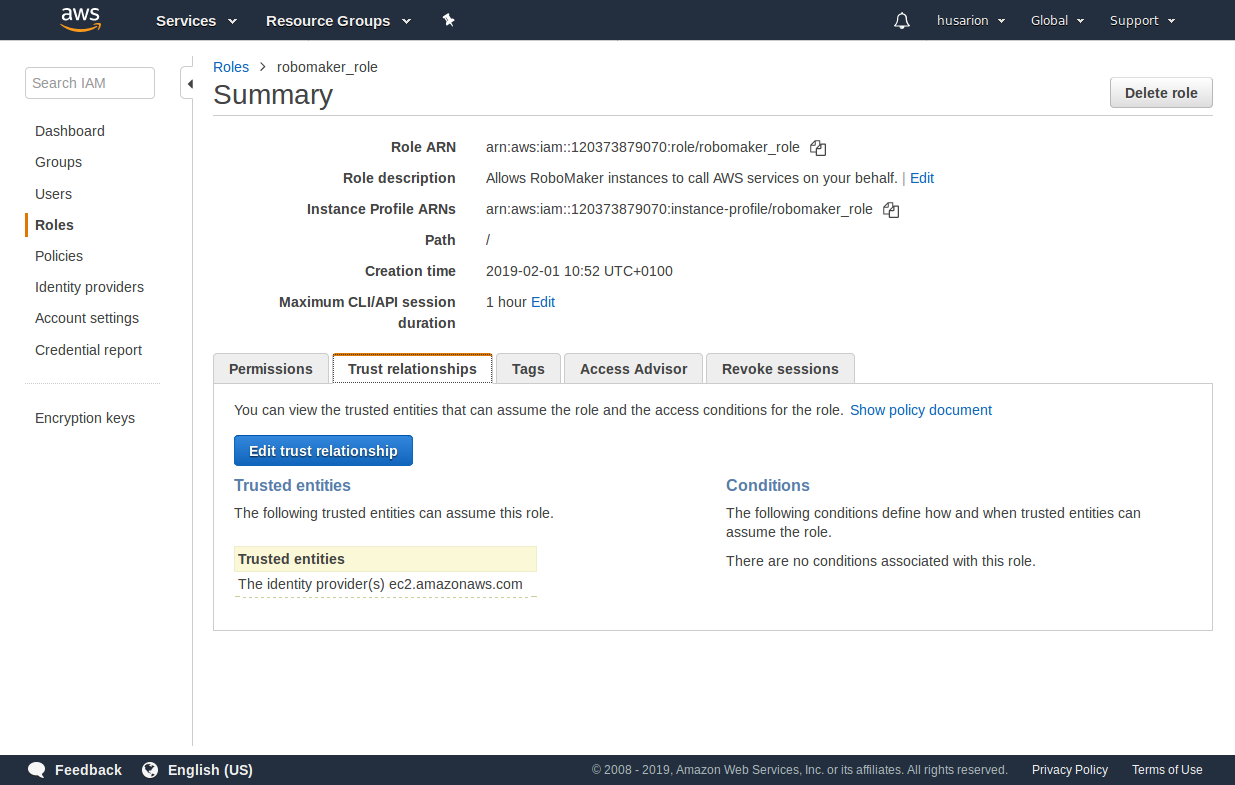 aws Services Resource Groups husarion Global Support
Search IAM
Dashboard
Groups
Users
Roles
Policies
Identity providers
Account settings
Credential report
Encryption keys
Roles > robomaker_role
Summary
Delete role
Role ARN arn:aws:iam::120373879070:role/robomaker_role
Role description Allows RoboMaker instances to call AWS services on your behalf. | Edit
Instance Profile ARNs arn:aws:iam::120373879070:instance-profile/robomaker_role
Path /
Creation time 2019-02-01 10:52 UTC+0100
Maximum CLI/API session 1 hour Edit
duration
Permissions Trust relationships Tags Access Advisor Revoke sessions
You can view the trusted entities that can assume the role and the access conditions for the role. Show policy document
Edit trust relationship
Trusted entities
The following trusted entities can assume this role.
Trusted entities
The identity provider(s) ec2.amazonaws.com
Conditions
The following conditions define how and when trusted entities can
assume the role.
There are no conditions associated with this role.
Feedback English (US) © 2008 - 2019, Amazon Web Services, Inc. or its affiliates. All rights reserved. Privacy Policy Terms of Use